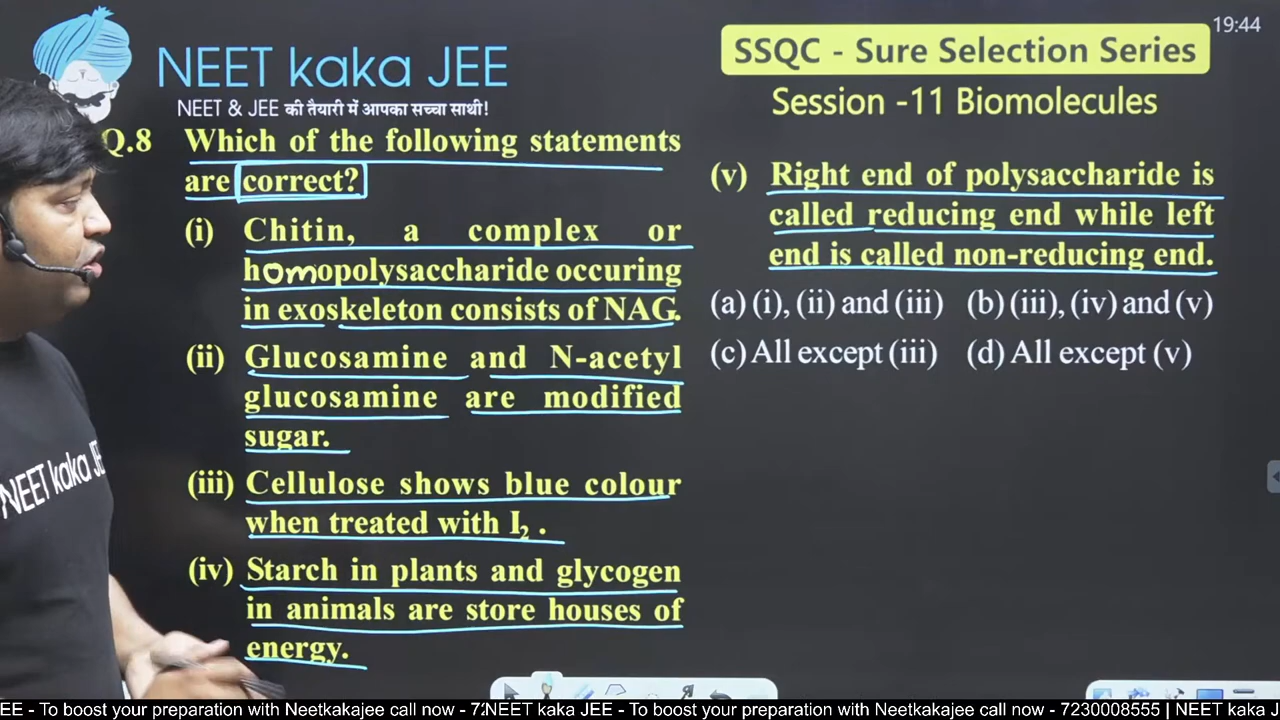 19:44
NEET kaka JEE
NEET & JEE की तैयारी में आपका सच्चा साथी!
SSQC - Sure Selection Series
Session -11 Biomolecules
Q.8 Which of the following statements
are correct?
(i) Chitin, a complex or
homopolysaccharide occuring
in exoskeleton consists of NAG.
(ii) Glucosamine and N-acetyl
glucosamine are modified
sugar.
(iii) Cellulose shows blue colour
when treated with I₂ .
(iv) Starch in plants and glycogen
in animals are store houses of
energy.
(v) Right end of polysaccharide is
called reducing end while left
end is called non-reducing end.
(a) (i), (ii) and (iii) (b) (iii), (iv) and (v)
(c) All except (iii) (d) All except (v)
NEET kaka JE
EE - To boost your preparation with Neetkakajee call now - 72NEET kaka JEE - To boost your preparation with Neetkakajee call now - 7230008555 | NEET kaka J